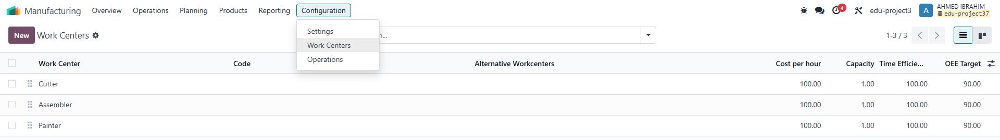 Manufacturing Overview Operations Planning Products Reporting Configuration 4 edu-project3 A AHMED IBRAHIM
edu-project37
New Work Centers ...  1-3 / 3
Settings
Work Centers
Operations
Work Center Code Alternative Workcenters Cost per hour Capacity Time Efficie... OEE Target
Cutter 100.00 1.00 100.00 90.00
Assembler 100.00 1.00 100.00 90.00
Painter 100.00 1.00 100.00 90.00